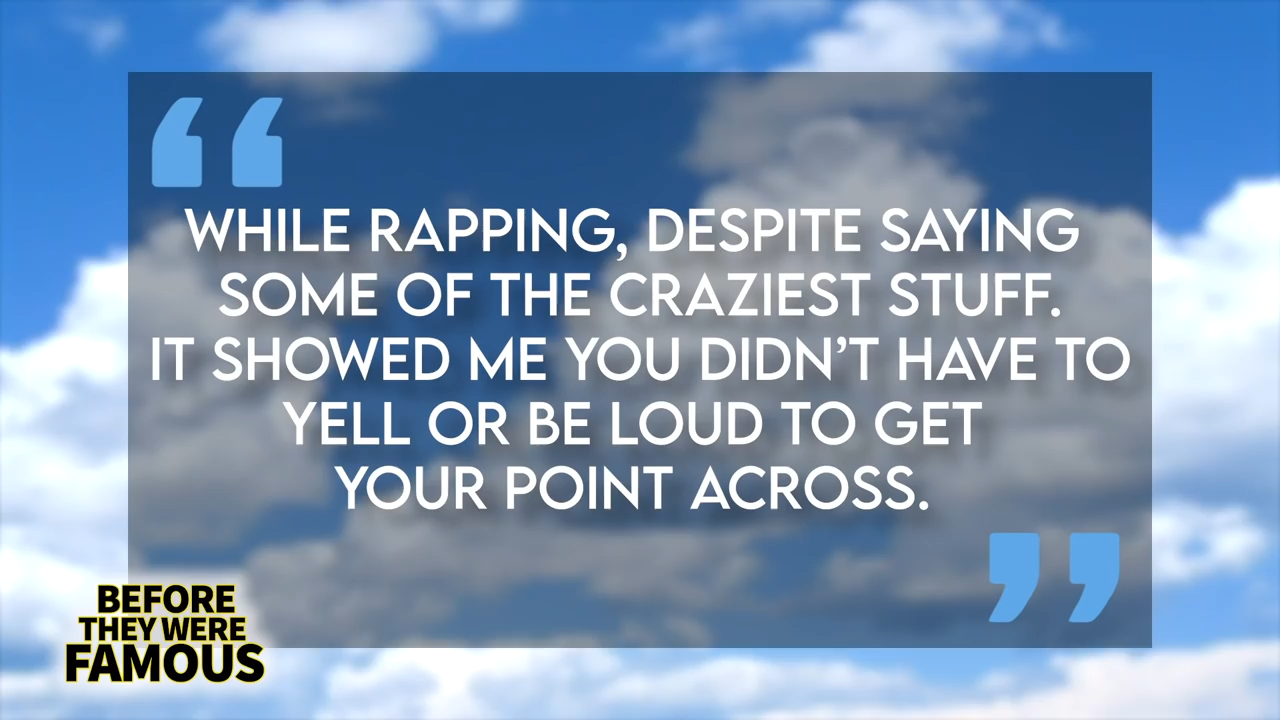 “
WHILE RAPPING, DESPITE SAYING
SOME OF THE CRAZIEST STUFF.
IT SHOWED ME YOU DIDN’T HAVE TO
YELL OR BE LOUD TO GET
YOUR POINT ACROSS.
”
BEFORE
THEY WERE
FAMOUS